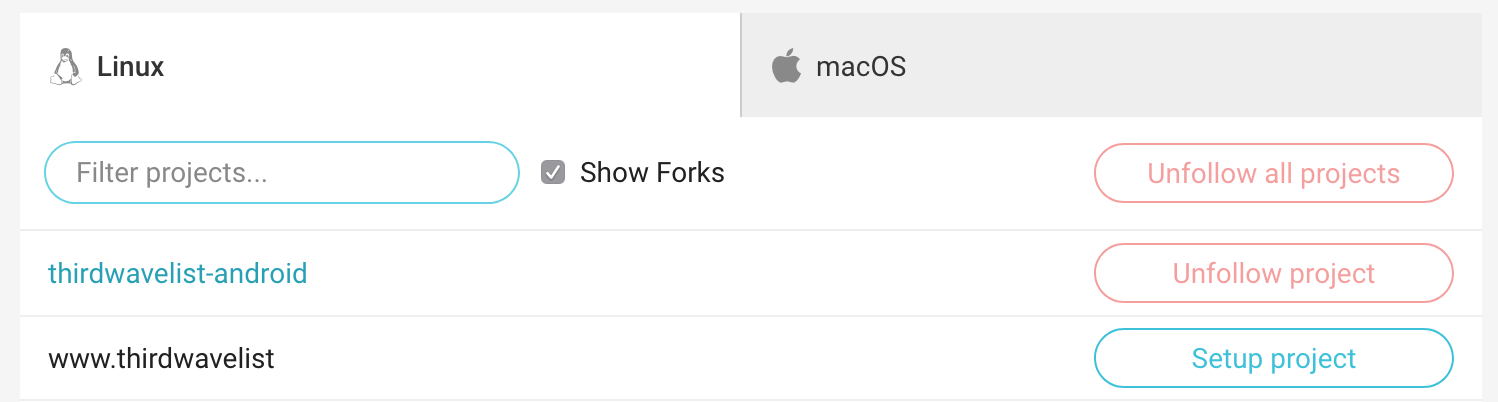 Linux
macOS
Filter projects...
Show Forks
Unfollow all projects
thirdwavelist-android
Unfollow project
www.thirdwavelist
Setup project